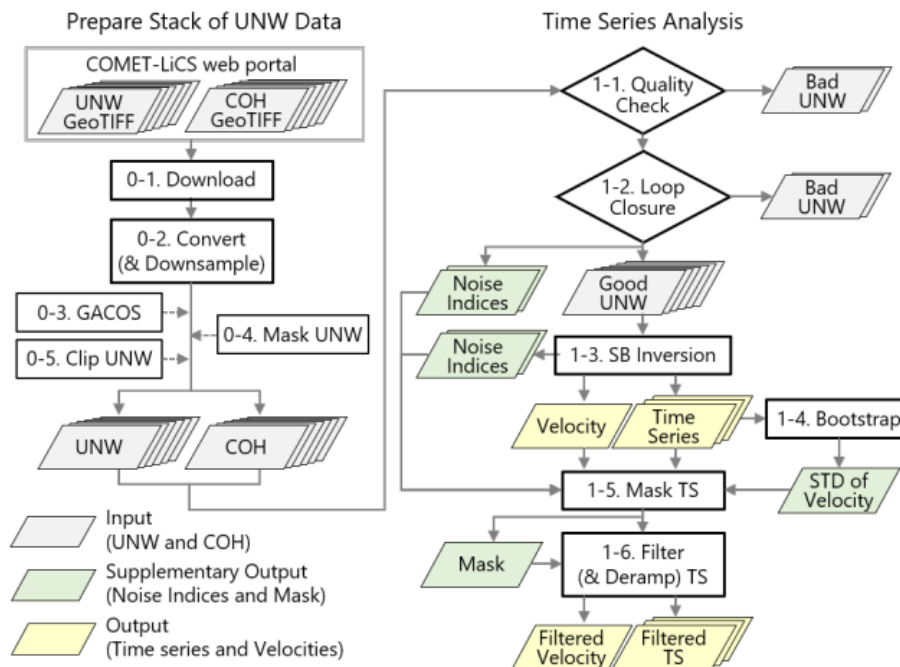 Prepare Stack of UNW Data
COMET-LiCS web portal
UNW
GeoTIFF
COH
GeoTIFF
0-1. Download
0-2. Convert
(& Downsample)
0-3. GACOS
0-4. Mask UNW
0-5. Clip UNW
UNW
COH
Input
(UNW and COH)
Supplementary Output
(Noise Indices and Mask)
Output
(Time series and Velocities)
Time Series Analysis
1-1. Quality
Check
Bad
UNW
1-2. Loop
Closure
Bad
UNW
Noise
Indices
Good
UNW
Noise
Indices
1-3. SB Inversion
Velocity
Time
Series
1-4. Bootstrap
1-5. Mask TS
STD of
Velocity
Mask
1-6. Filter
(& Deramp) TS
Filtered
Velocity
Filtered
TS